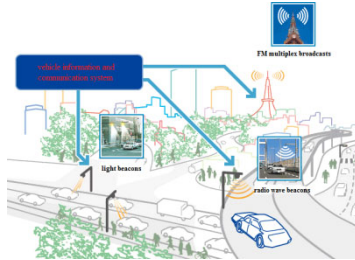 FM multiplex broadcasts
vehicle information and
communication system
light beacons
radio wave beacons